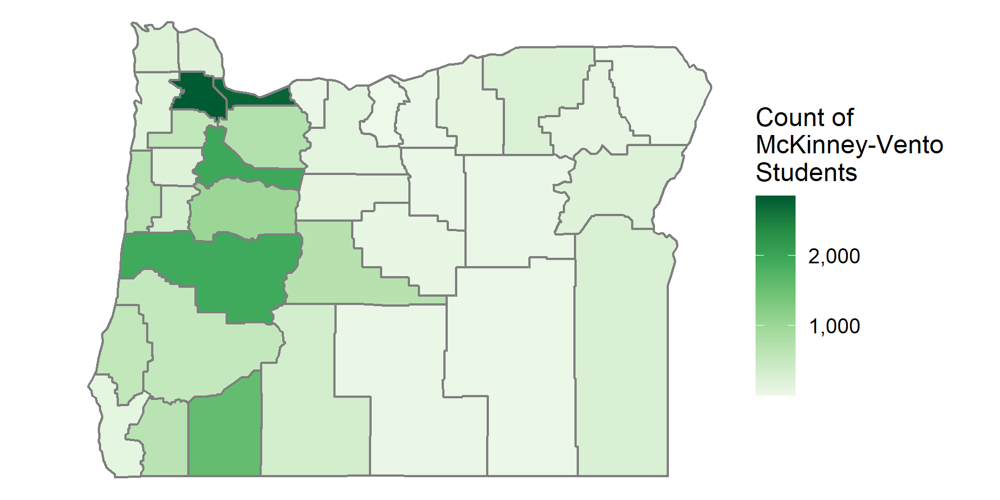 Count of
McKinney-Vento
Students
2,000
1,000